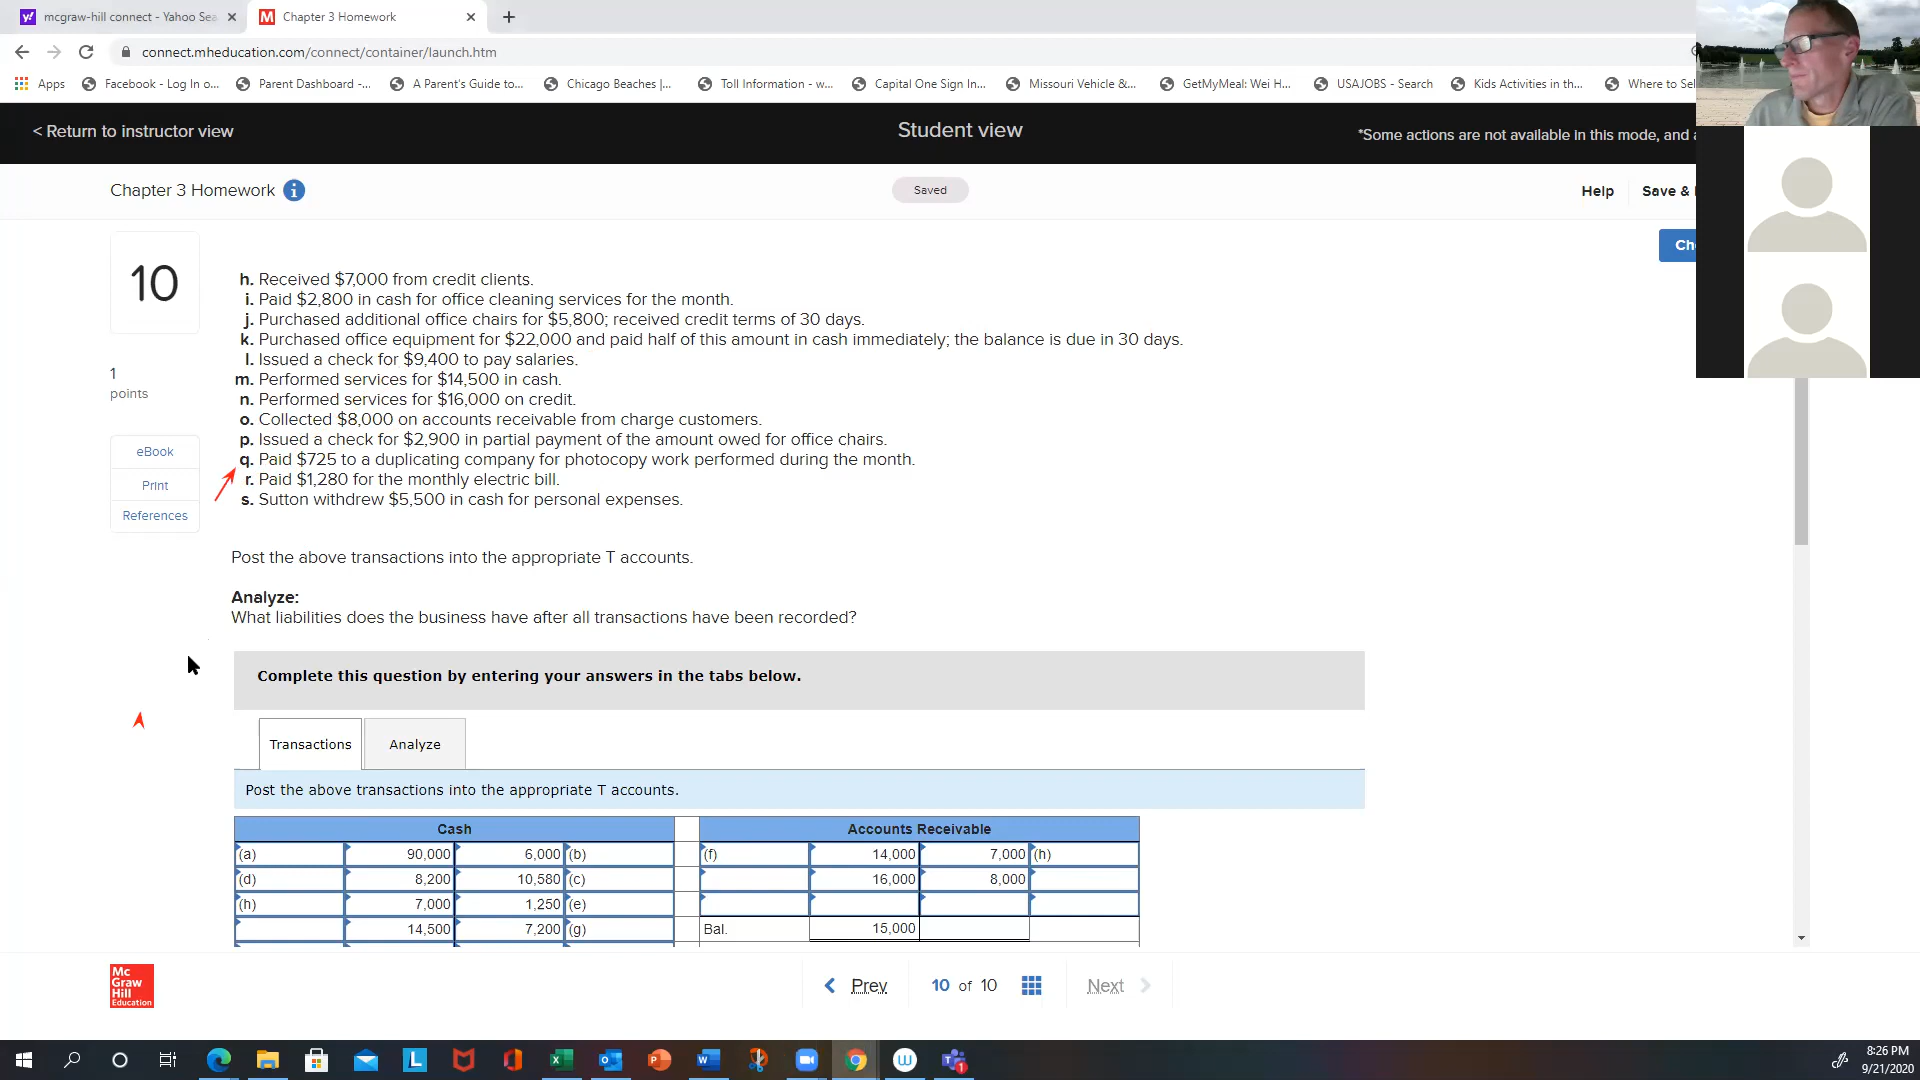 mcgraw-hill connect - Yahoo Sea
Chapter 3 Homework
connect.mheducation.com/connect/container/launch.htm
Apps
Facebook - Log In o...
Parent Dashboard -...
A Parent's Guide to...
Chicago Beaches |...
Toll Information - w...
Capital One Sign In...
Missouri Vehicle &...
GetMyMeal: Wei H...
USAJOBS - Search
Kids Activities in th...
Where to Sel
< Return to instructor view
Student view
*Some actions are not available in this mode, and a
Chapter 3 Homework
Saved
Help
Save &
10
Ch
1
points
eBook
Print
References
h. Received $7,000 from credit clients.
i. Paid $2,800 in cash for office cleaning services for the month.
j. Purchased additional office chairs for $5,800; received credit terms of 30 days.
k. Purchased office equipment for $22,000 and paid half of this amount in cash immediately; the balance is due in 30 days.
l. Issued a check for $9,400 to pay salaries.
m. Performed services for $14,500 in cash.
n. Performed services for $16,000 on credit.
o. Collected $8,000 on accounts receivable from charge customers.
p. Issued a check for $2,900 in partial payment of the amount owed for office chairs.
q. Paid $725 to a duplicating company for photocopy work performed during the month.
r. Paid $1,280 for the monthly electric bill.
s. Sutton withdrew $5,500 in cash for personal expenses.
Post the above transactions into the appropriate T accounts.
Analyze:
What liabilities does the business have after all transactions have been recorded?
Complete this question by entering your answers in the tabs below.
Transactions
Analyze
Post the above transactions into the appropriate T accounts.
Cash
Accounts Receivable
(a) 90,000 6,000 (b) (f) 14,000 7,000 (h)
(d) 8,200 10,580 (c) 16,000 8,000
(h) 7,000 1,250 (e)
14,500 7,200 (g) Bal. 15,000
Mc
Graw
Hill
Education
Prev
10 of 10
Next
8:26 PM
9/21/2020